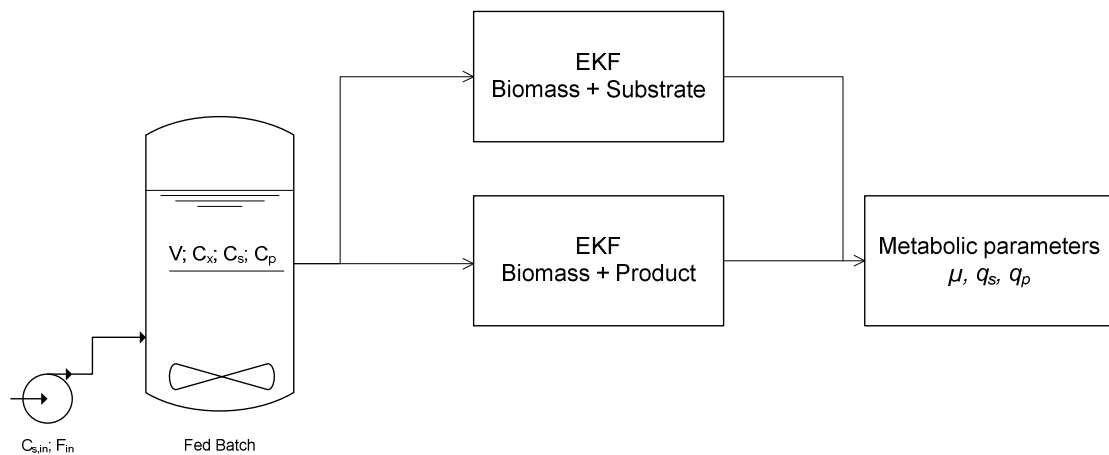 EKF
Biomass + Substrate
V; Cx; Cs; Cp
EKF
Biomass + Product
Metabolic parameters
μ, qs, qp
Cs,in; Fin
Fed Batch